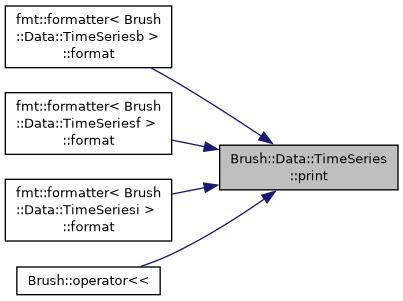 fmt::formatter< Brush
::Data::TimeSeriesb >
::format
fmt::formatter< Brush
::Data::TimeSeriesf >
::format
Brush::Data::TimeSeries
::print
fmt::formatter< Brush
::Data::TimeSeriesi >
::format
Brush::operator<<